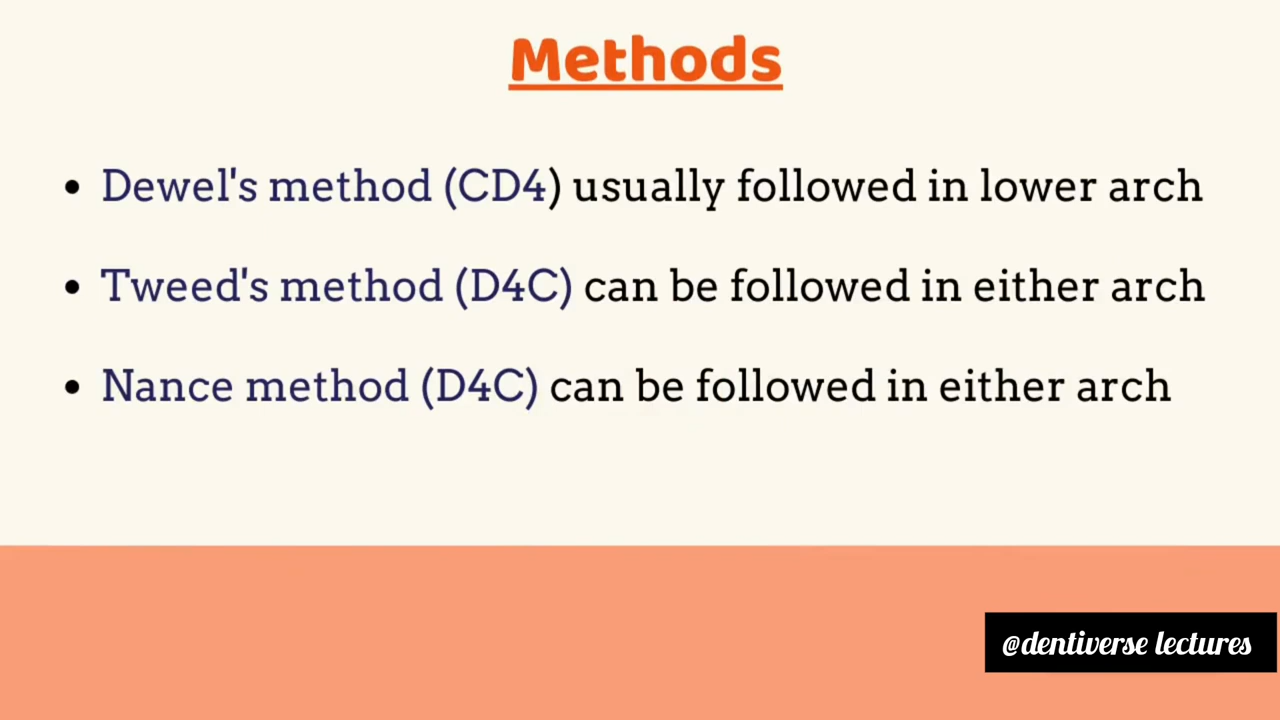 Methods
• Dewel's method (CD4) usually followed in lower arch
• Tweed's method (D4C) can be followed in either arch
• Nance method (D4C) can be followed in either arch
@dentiverse lectures